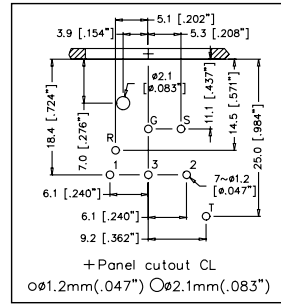 5.1 [.202"]
3.9 [.154"]
5.3 [.208"]
ø2.1
[ø.083"]
18.4 [.724"]
7.0 [.276"]
11.1 [.437"]
14.5 [.571"]
25.0 [.984"]
G
S
R
1
3
2
7~ø1.2
[ø.047"]
6.1 [.240"]
T
6.1 [.240"]
9.2 [.362"]
+Panel cutout CL
oø1.2mm(.047") Oø2.1mm(.083")